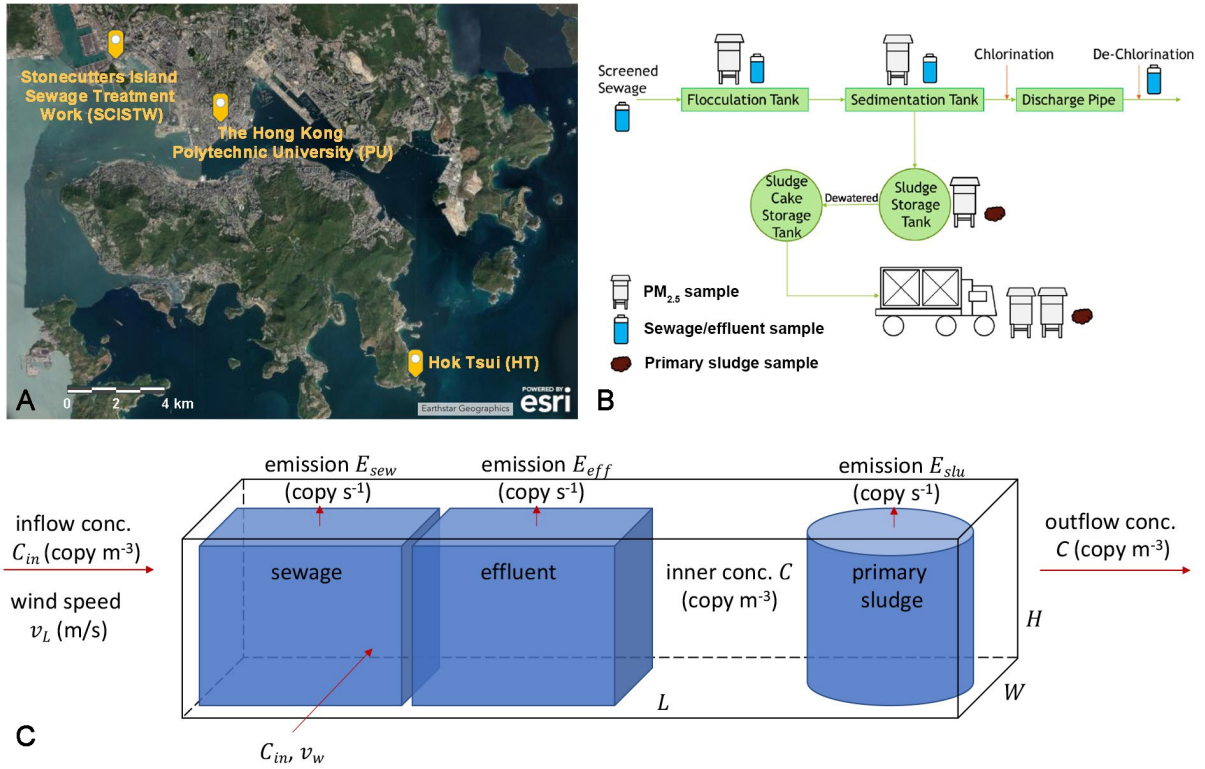 Stonecutters Island
Sewage Treatment
Work (SCISTW)
The Hong Kong
Polytechnic University (PU)
Hok Tsui (HT)
A
0 2 4 km
Earthstar Geographics
POWERED BY
esri
Screened
Sewage
Flocculation Tank
Sedimentation Tank
Chlorination
Discharge Pipe
De-Chlorination
Sludge
Cake
Storage
Tank
Dewatered
Sludge
Storage
Tank
PM2.5 sample
Sewage/effluent sample
Primary sludge sample
B
emission Esew
(copy s-1)
emission Eeff
(copy s-1)
emission Eslu
(copy s-1)
inflow conc.
Cin (copy m-3)
wind speed
vL (m/s)
sewage
effluent
inner conc. C
(copy m-3)
primary
sludge
outflow conc.
C (copy m-3)
H
W
L
Cin, vw
C